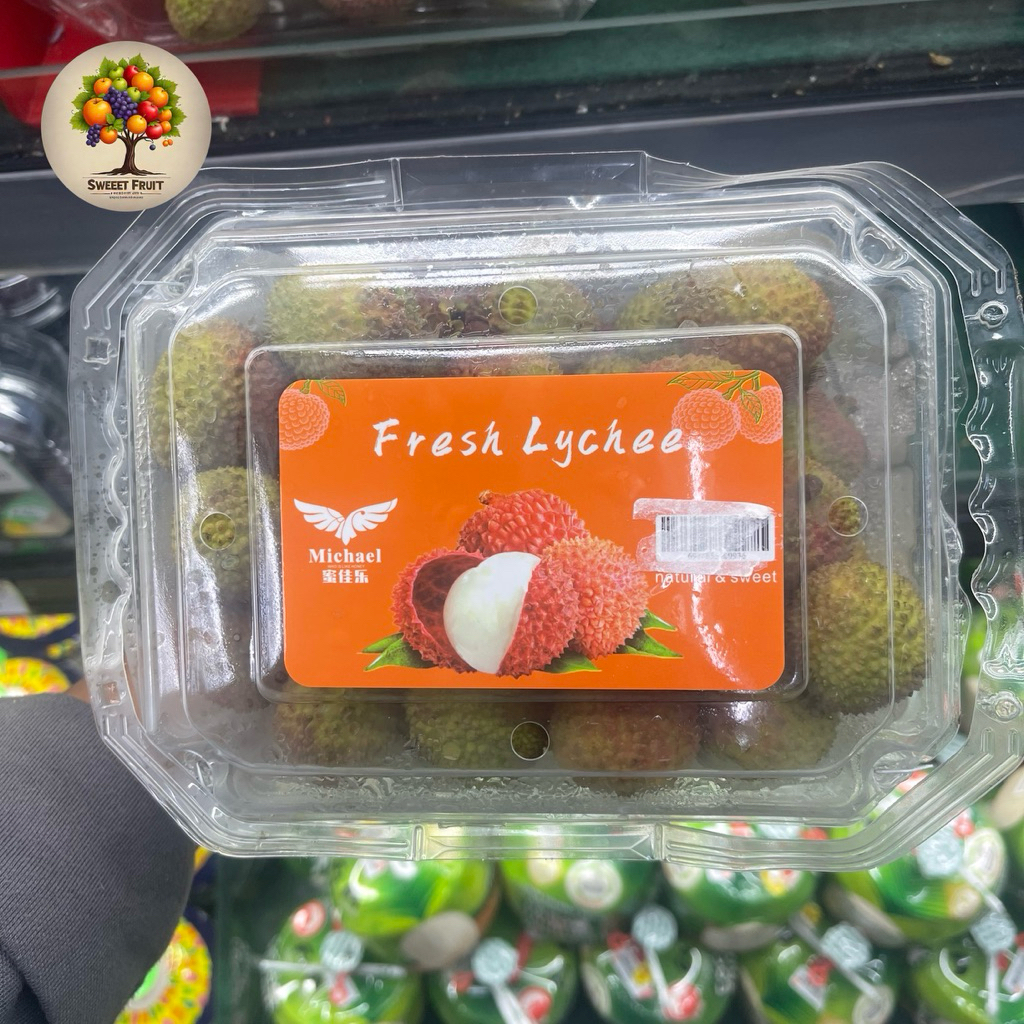 SWEEET FRUIT
Fresh Lychee
Michael
蜜佳乐
natural & sweet